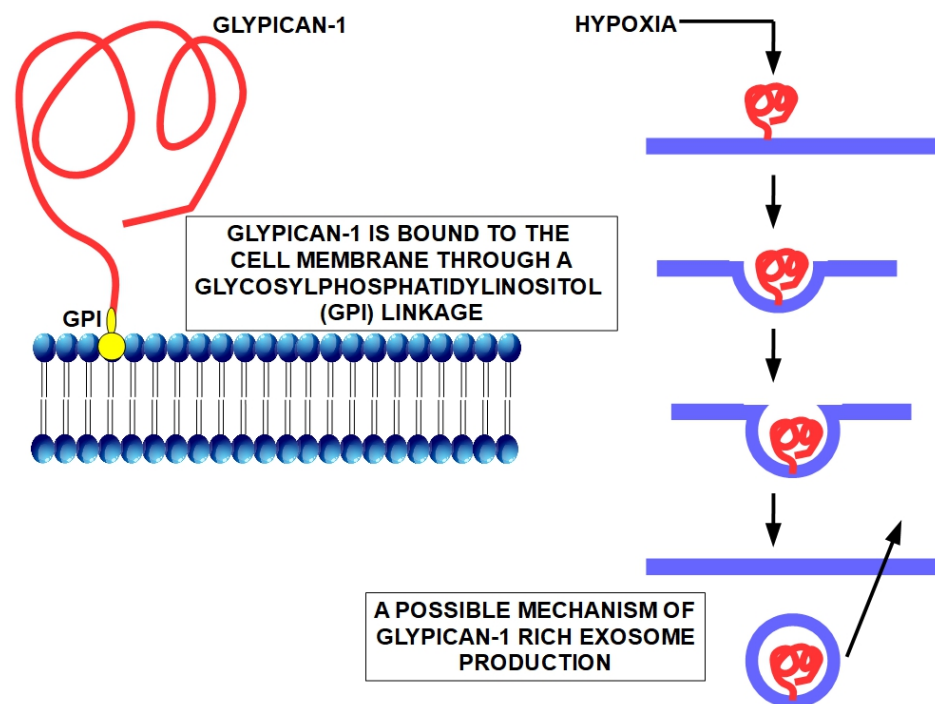 GLYPICAN-1
HYPOXIA
GLYPICAN-1 IS BOUND TO THE
CELL MEMBRANE THROUGH A
GLYCOSYLPHOSPHATIDYLINOSITOL
(GPI) LINKAGE
GPI
A POSSIBLE MECHANISM OF
GLYPICAN-1 RICH EXOSOME
PRODUCTION